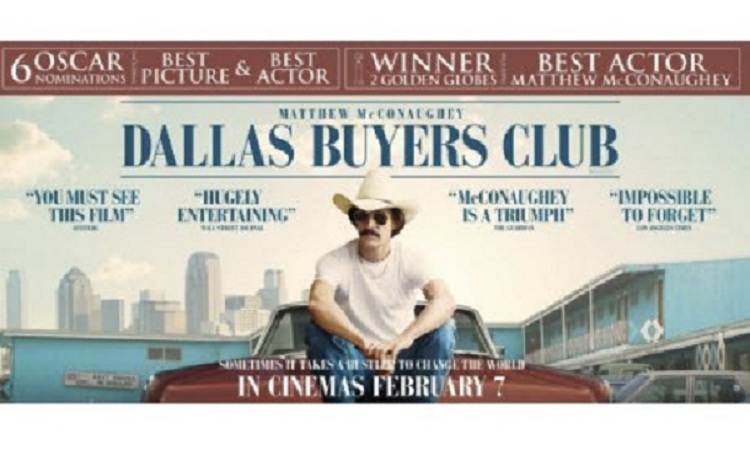 6 OSCAR NOMINATIONS BEST PICTURE & BEST ACTOR WINNER 2 GOLDEN GLOBES BEST ACTOR MATTHEW McCONAUGHEY
MATTHEW McCONAUGHEY
DALLAS BUYERS CLUB
“YOU MUST SEE
THIS FILM”
“HUGELY
ENTERTAINING”
WALL STREET JOURNAL
“McCONAUGHEY
IS A TRIUMPH”
THE GUARDIAN
“IMPOSSIBLE
TO FORGET”
LOS ANGELES TIMES
SOMETIMES IT TAKES A HUSTLER TO CHANGE THE WORLD
IN CINEMAS FEBRUARY 7